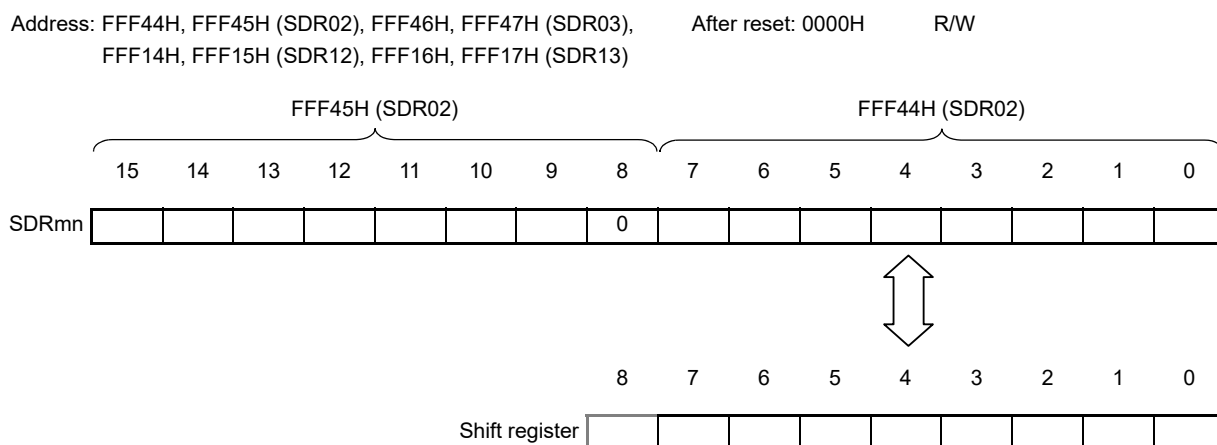 Address: FFF44H, FFF45H (SDR02), FFF46H, FFF47H (SDR03), After reset: 0000H R/W
FFF14H, FFF15H (SDR12), FFF16H, FFF17H (SDR13)
FFF45H (SDR02) FFF44H (SDR02)
15 14 13 12 11 10 9 8 7 6 5 4 3 2 1 0
SDRmn 0
8 7 6 5 4 3 2 1 0
Shift register